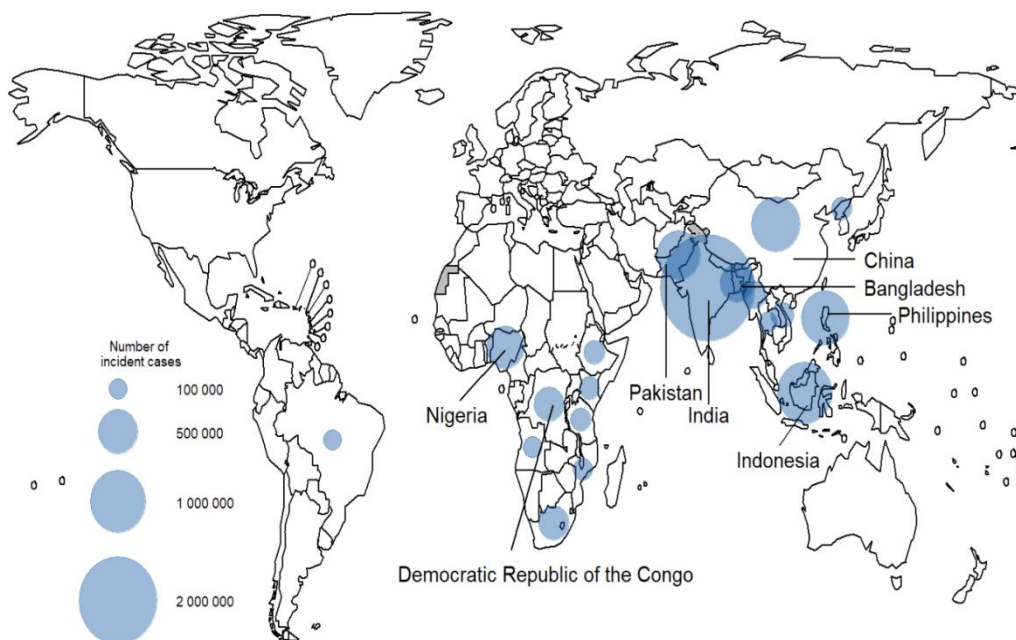 China
Bangladesh
Philippines
Pakistan
India
Nigeria
Indonesia
Democratic Republic of the Congo
Number of
incident cases
100 000
500 000
1 000 000
2 000 000